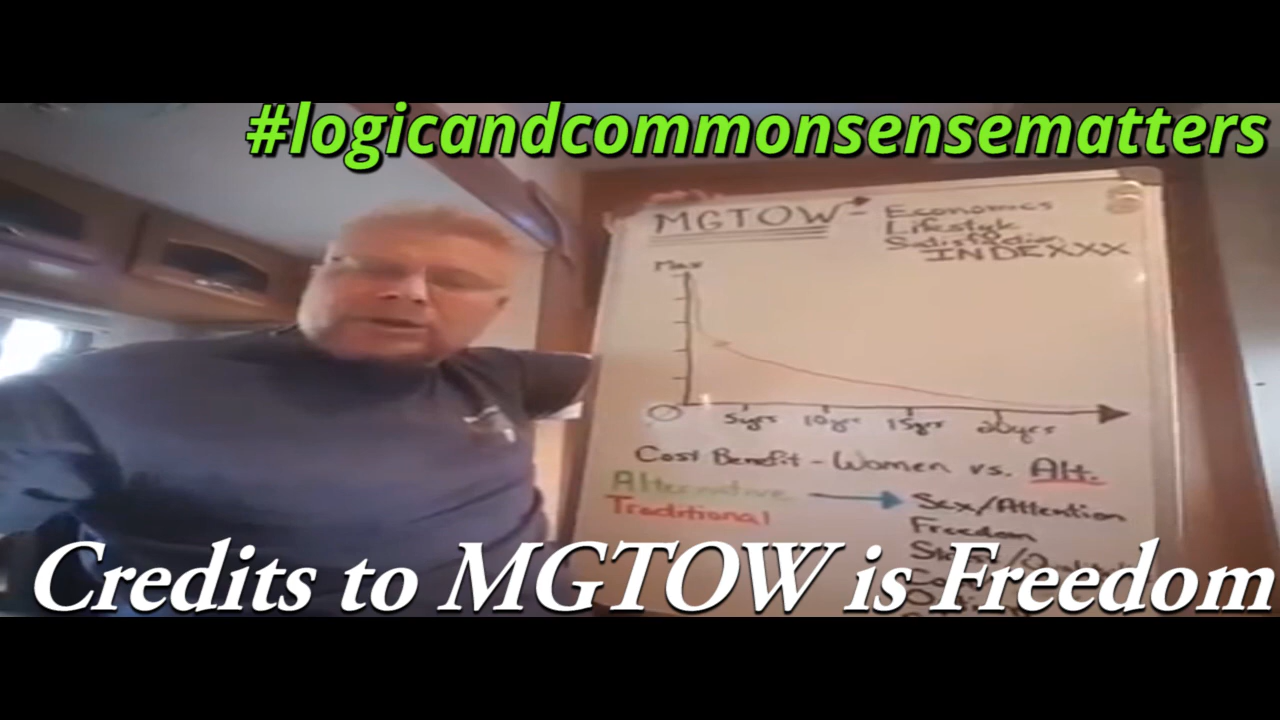 #logicandcommonsensematters
MGTOW - Economics
Lifestyle
Satisfaction
INDEXXX
Max
0
5yrs 10yrs 15yrs 20yrs
Cost Benefit - Women vs. Alt.
Alternative Sex/Attention
Traditional Freedom
Credits to MGTOW is Freedom